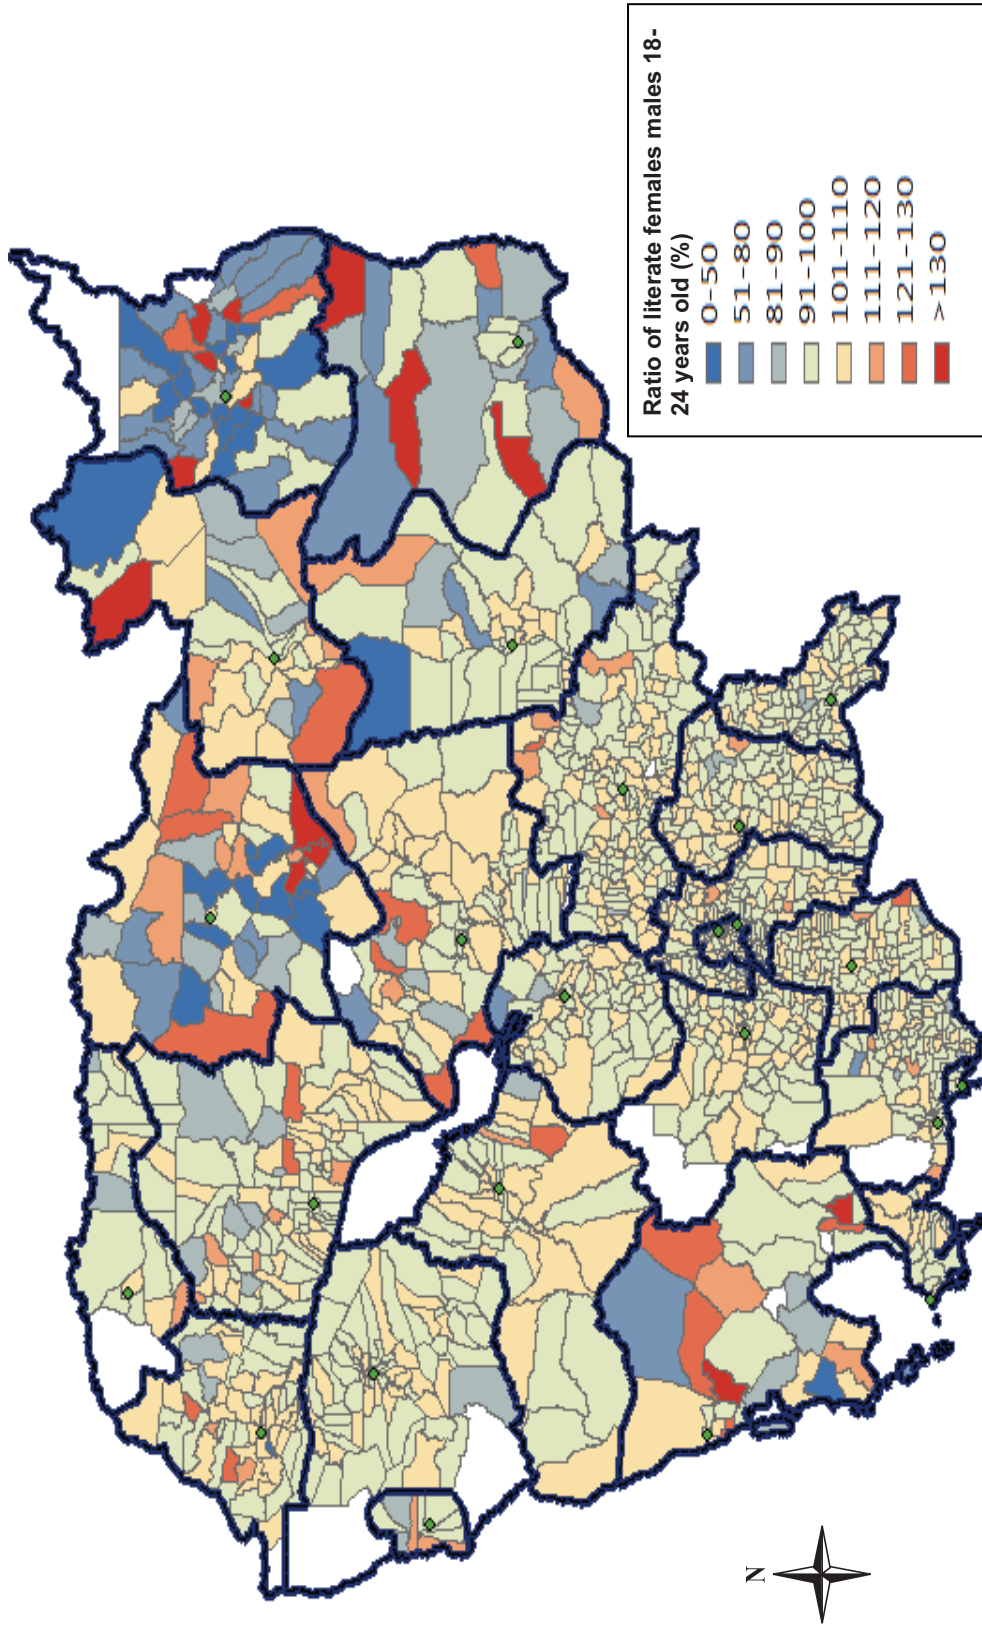 Ratio of literate females males 18-
24 years old (%)
0-50
51-80
81-90
91-100
101-110
111-120
121-130
>130
N